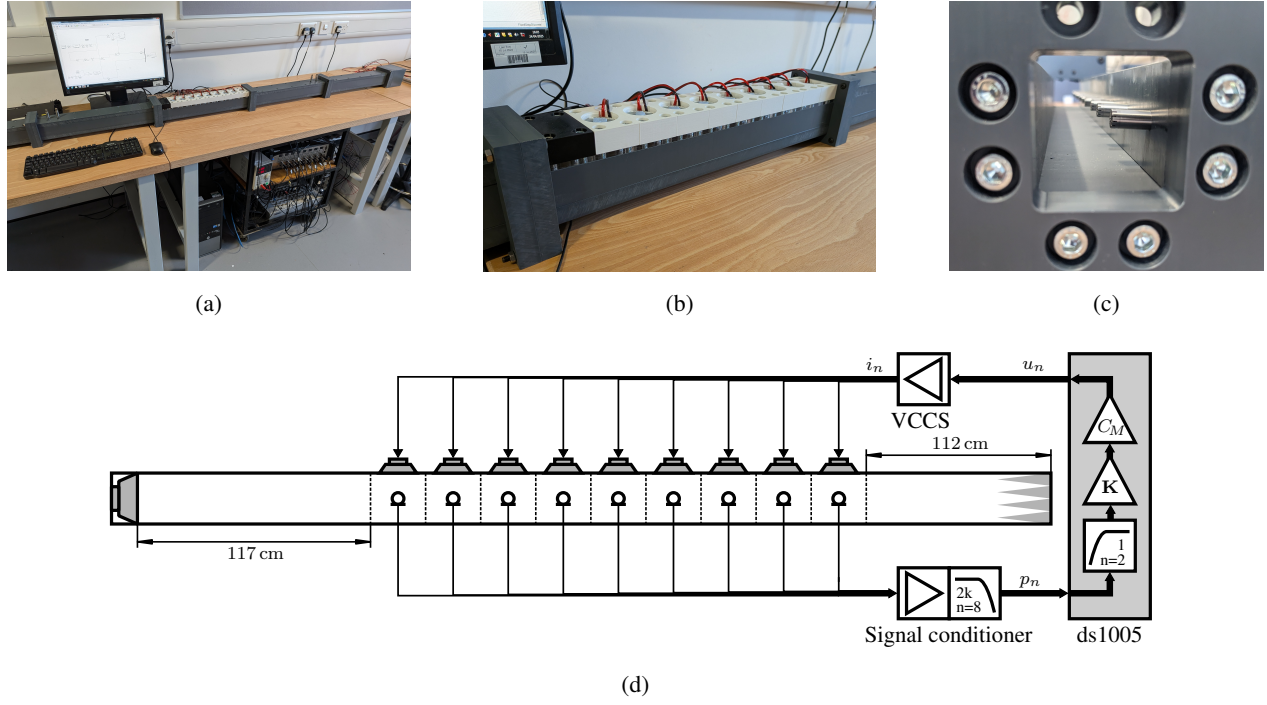 (a)
(b)
(c)
i_n
u_n
VCCS
C_M
112 cm
K
117 cm
1
n=2
2k
n=8
p_n
Signal conditioner
ds1005
(d)